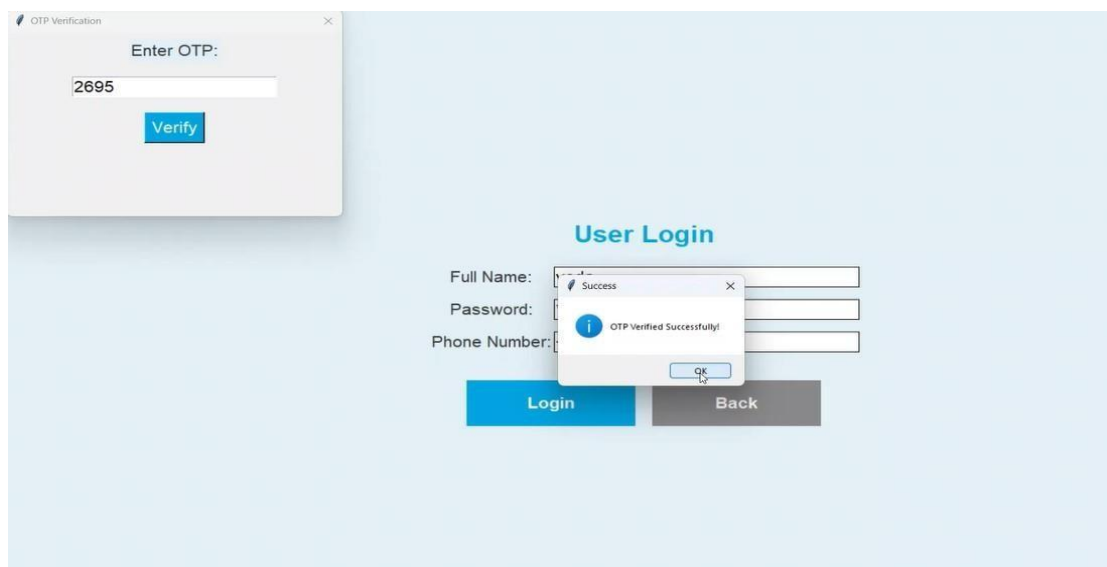 OTP Verification
Enter OTP:
2695
Verify
User Login
Full Name:
Success
Password:
OTP Verified Successfully!
Phone Number:
OK
Login
Back